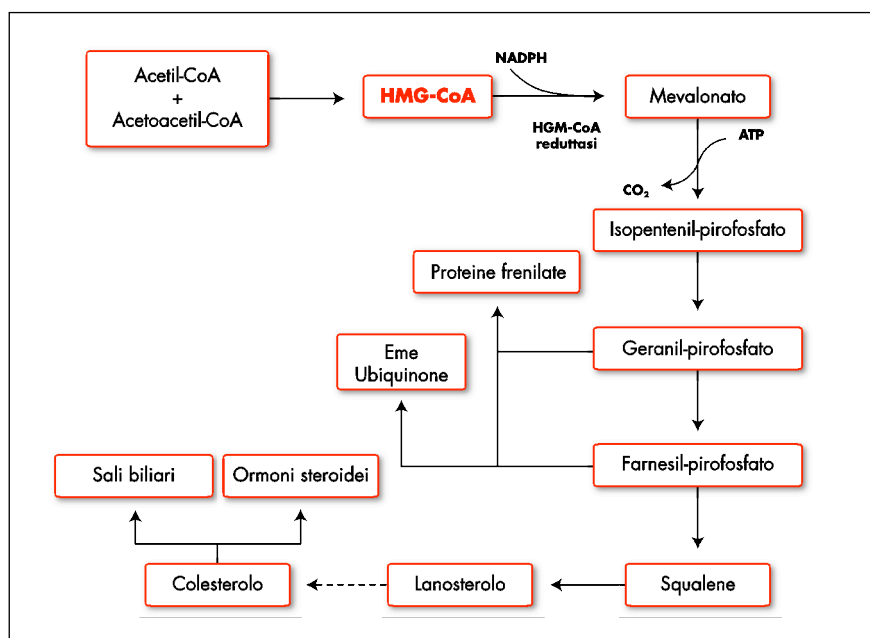 Acetil-CoA
+
Acetoacetil-CoA
HMG-CoA
NADPH
HGM-CoA
reduttasi
Mevalonato
ATP
CO₂
Isopentenil-pirofosfato
Proteine frenilate
Geranil-pirofosfato
Eme
Ubiquinone
Farnesil-pirofosfato
Sali biliari
Ormoni steroidei
Colesterolo
Lanosterolo
Squalene